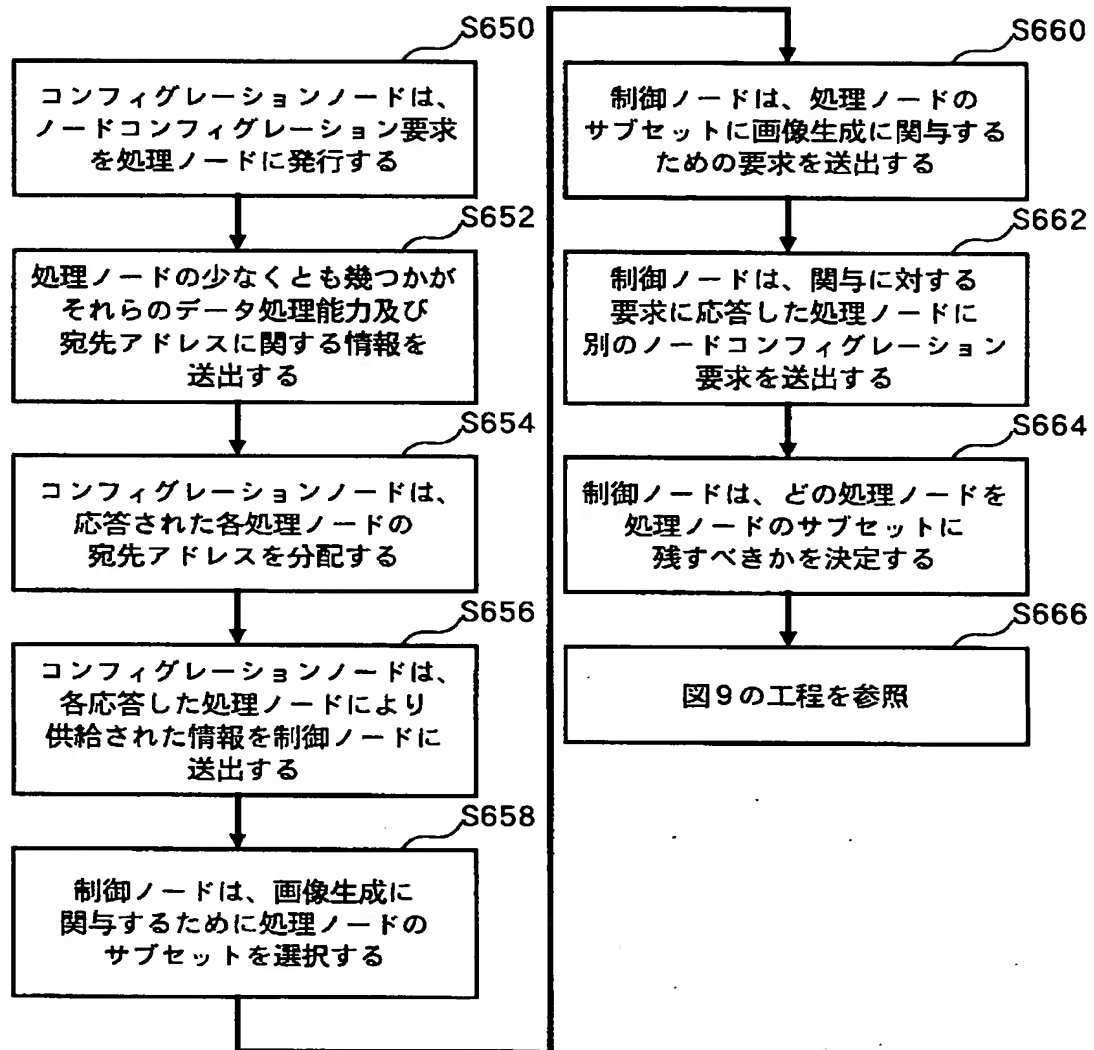 S650
コンフィグレーションノードは、
ノードコンフィグレーション要求
を処理ノードに発行する
S652
処理ノードの少なくとも幾つかが
それらのデータ処理能力及び
宛先アドレスに関する情報を
送出する
S654
コンフィグレーションノードは、
応答された各処理ノードの
宛先アドレスを分配する
S656
コンフィグレーションノードは、
各応答した処理ノードにより
供給された情報を制御ノードに
送出する
S658
制御ノードは、画像生成に
関与するために処理ノードの
サブセットを選択する
S660
制御ノードは、処理ノードの
サブセットに画像生成に関与する
ための要求を送出する
S662
制御ノードは、関与に対する
要求に応答した処理ノードに
別のノードコンフィグレーション
要求を送出する
S664
制御ノードは、どの処理ノードを
処理ノードのサブセットに
残すべきかを決定する
S666
図9の工程を参照